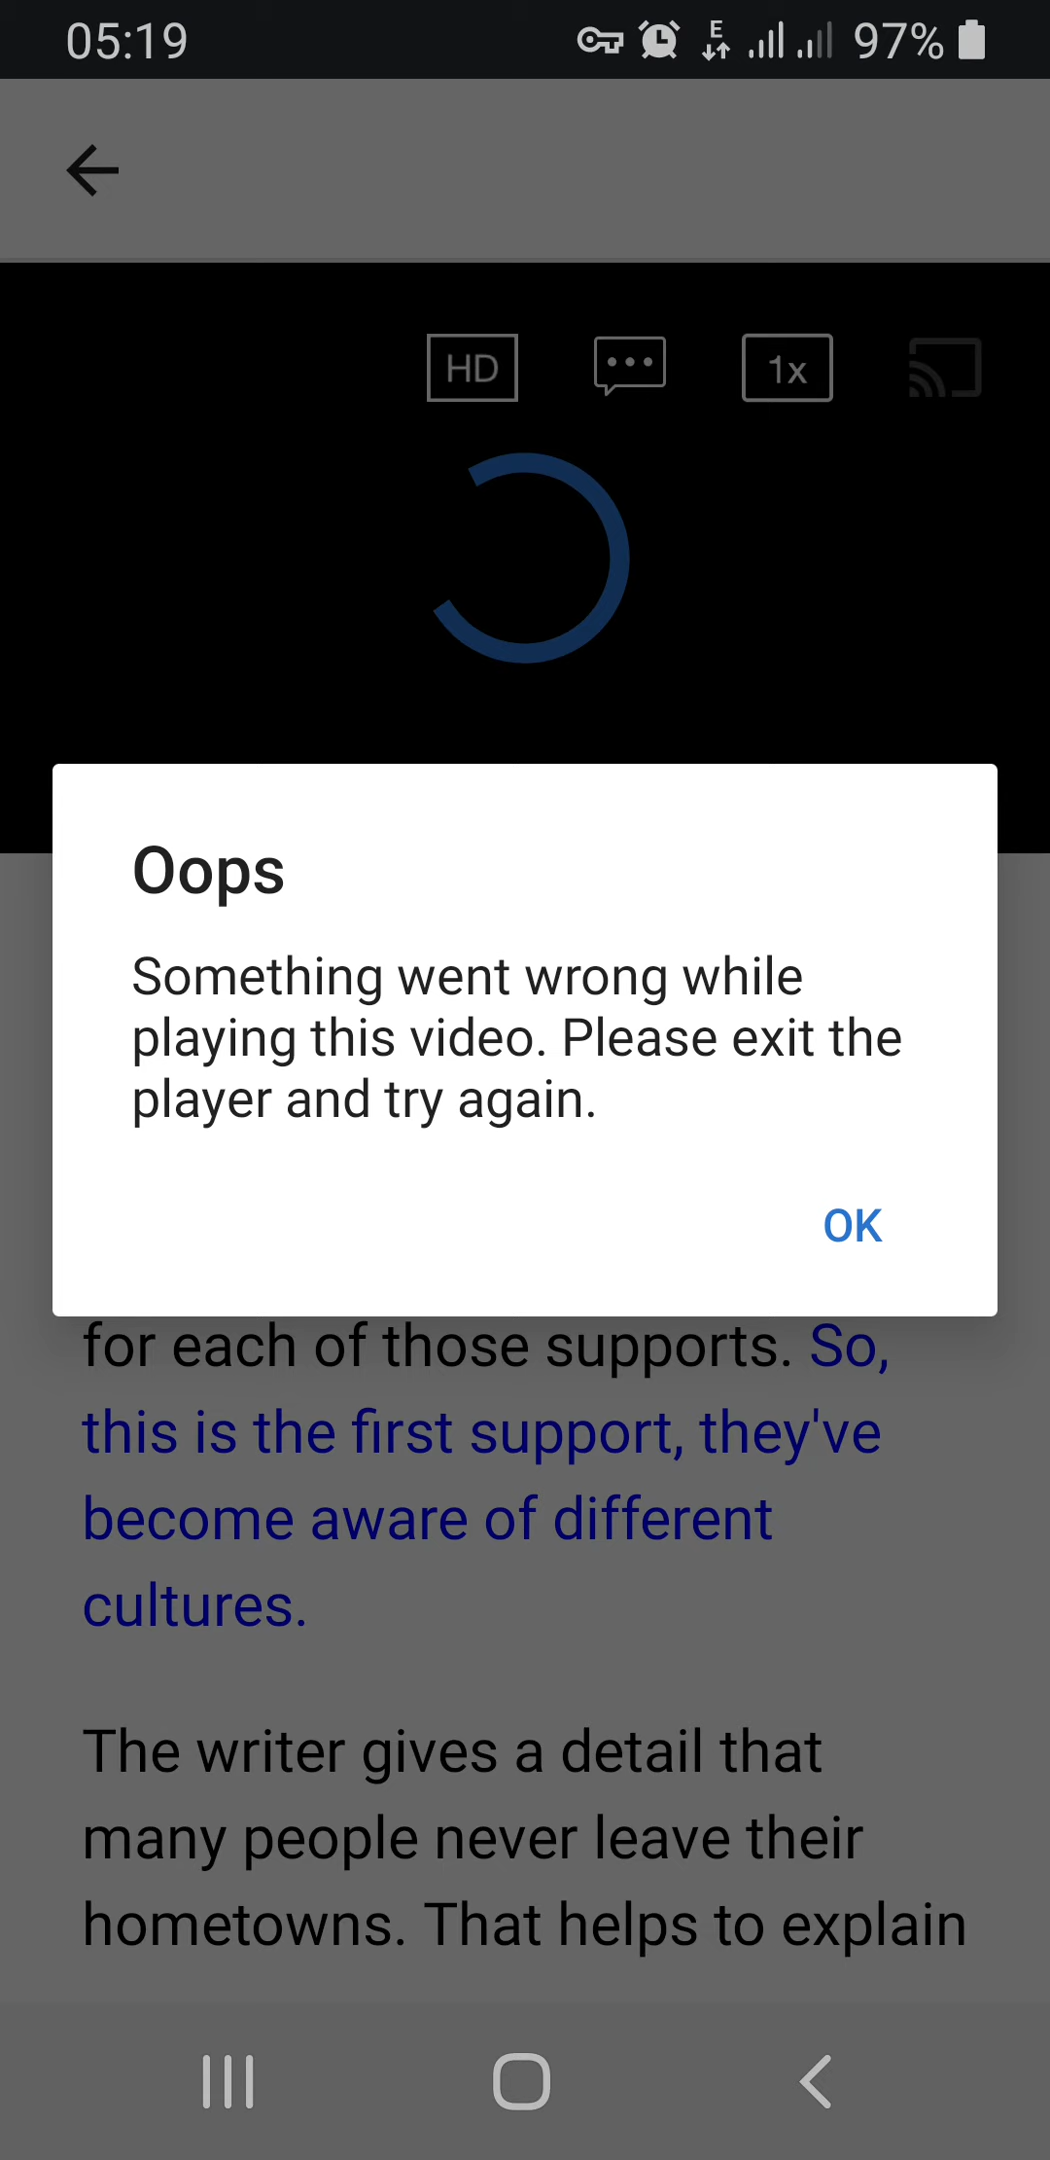 05:19
E
97%
HD
1x
Oops
Something went wrong while
playing this video. Please exit the
player and try again.
OK
for each of those supports. So,
this is the first support, they've
become aware of different
cultures.
The writer gives a detail that
many people never leave their
hometowns. That helps to explain